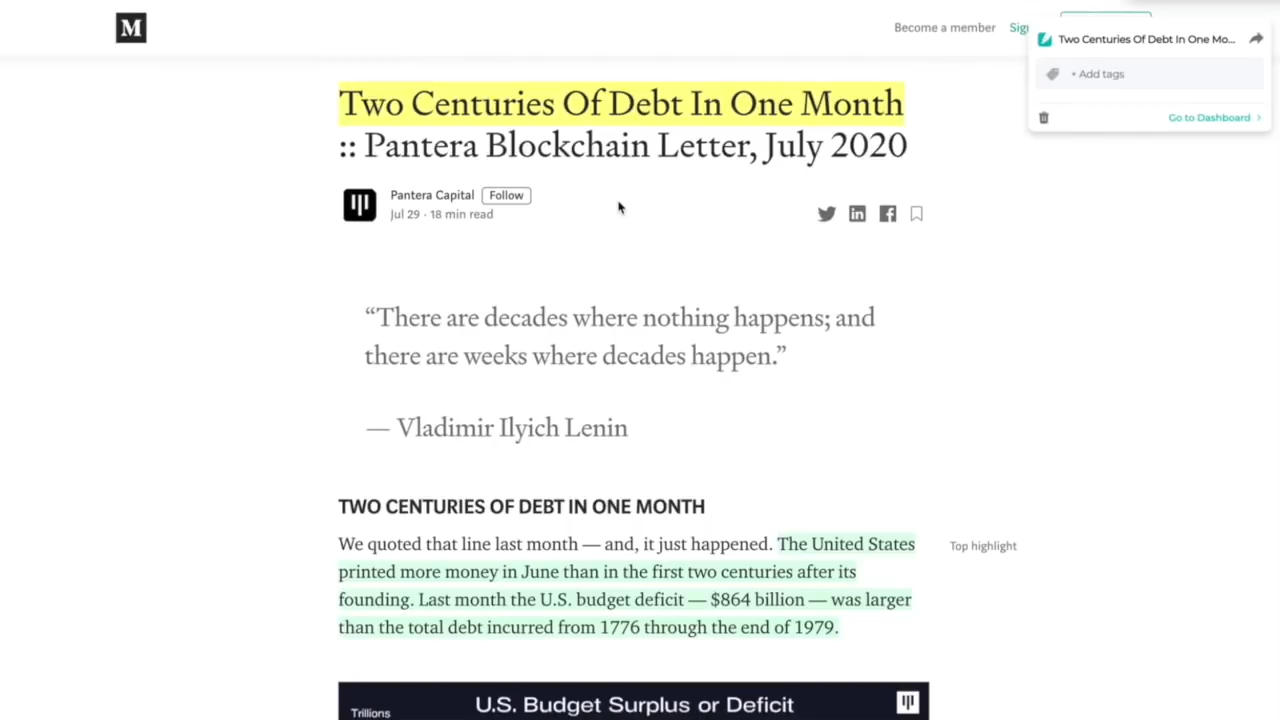 M
Become a member
Sign
Two Centuries Of Debt In One Mo...
+ Add tags
Go to Dashboard
Two Centuries Of Debt In One Month
:: Pantera Blockchain Letter, July 2020
Pantera Capital Follow
Jul 29 · 18 min read
“There are decades where nothing happens; and
there are weeks where decades happen.”
— Vladimir Ilyich Lenin
TWO CENTURIES OF DEBT IN ONE MONTH
We quoted that line last month — and, it just happened. The United States
printed more money in June than in the first two centuries after its
founding. Last month the U.S. budget deficit — $864 billion — was larger
than the total debt incurred from 1776 through the end of 1979.
Top highlight
U.S. Budget Surplus or Deficit
Trillions